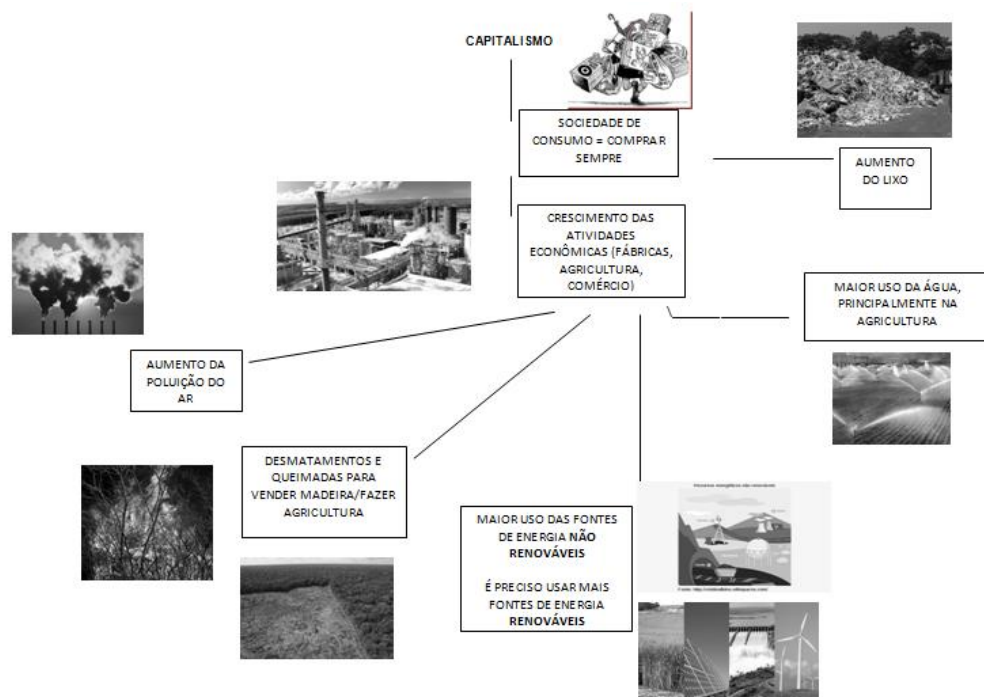 CAPITALISMO
SOCIEDADE DE
CONSUMO = COMPRAR
SEMPRE
AUMENTO
DO LIXO
CRESCIMENTO DAS
ATIVIDADES
ECONÔMICAS (FÁBRICAS,
AGRICULTURA,
COMÉRCIO)
MAIOR USO DA ÁGUA,
PRINCIPALMENTE NA
AGRICULTURA
AUMENTO DA
POLUIÇÃO DO
AR
DESMATAMENTOS E
QUEIMADAS PARA
VENDER MADEIRA/FAZER
AGRICULTURA
MAIOR USO DAS FONTES
DE ENERGIA NÃO
RENOVÁVEIS
É PRECISO USAR MAIS
FONTES DE ENERGIA
RENOVÁVEIS